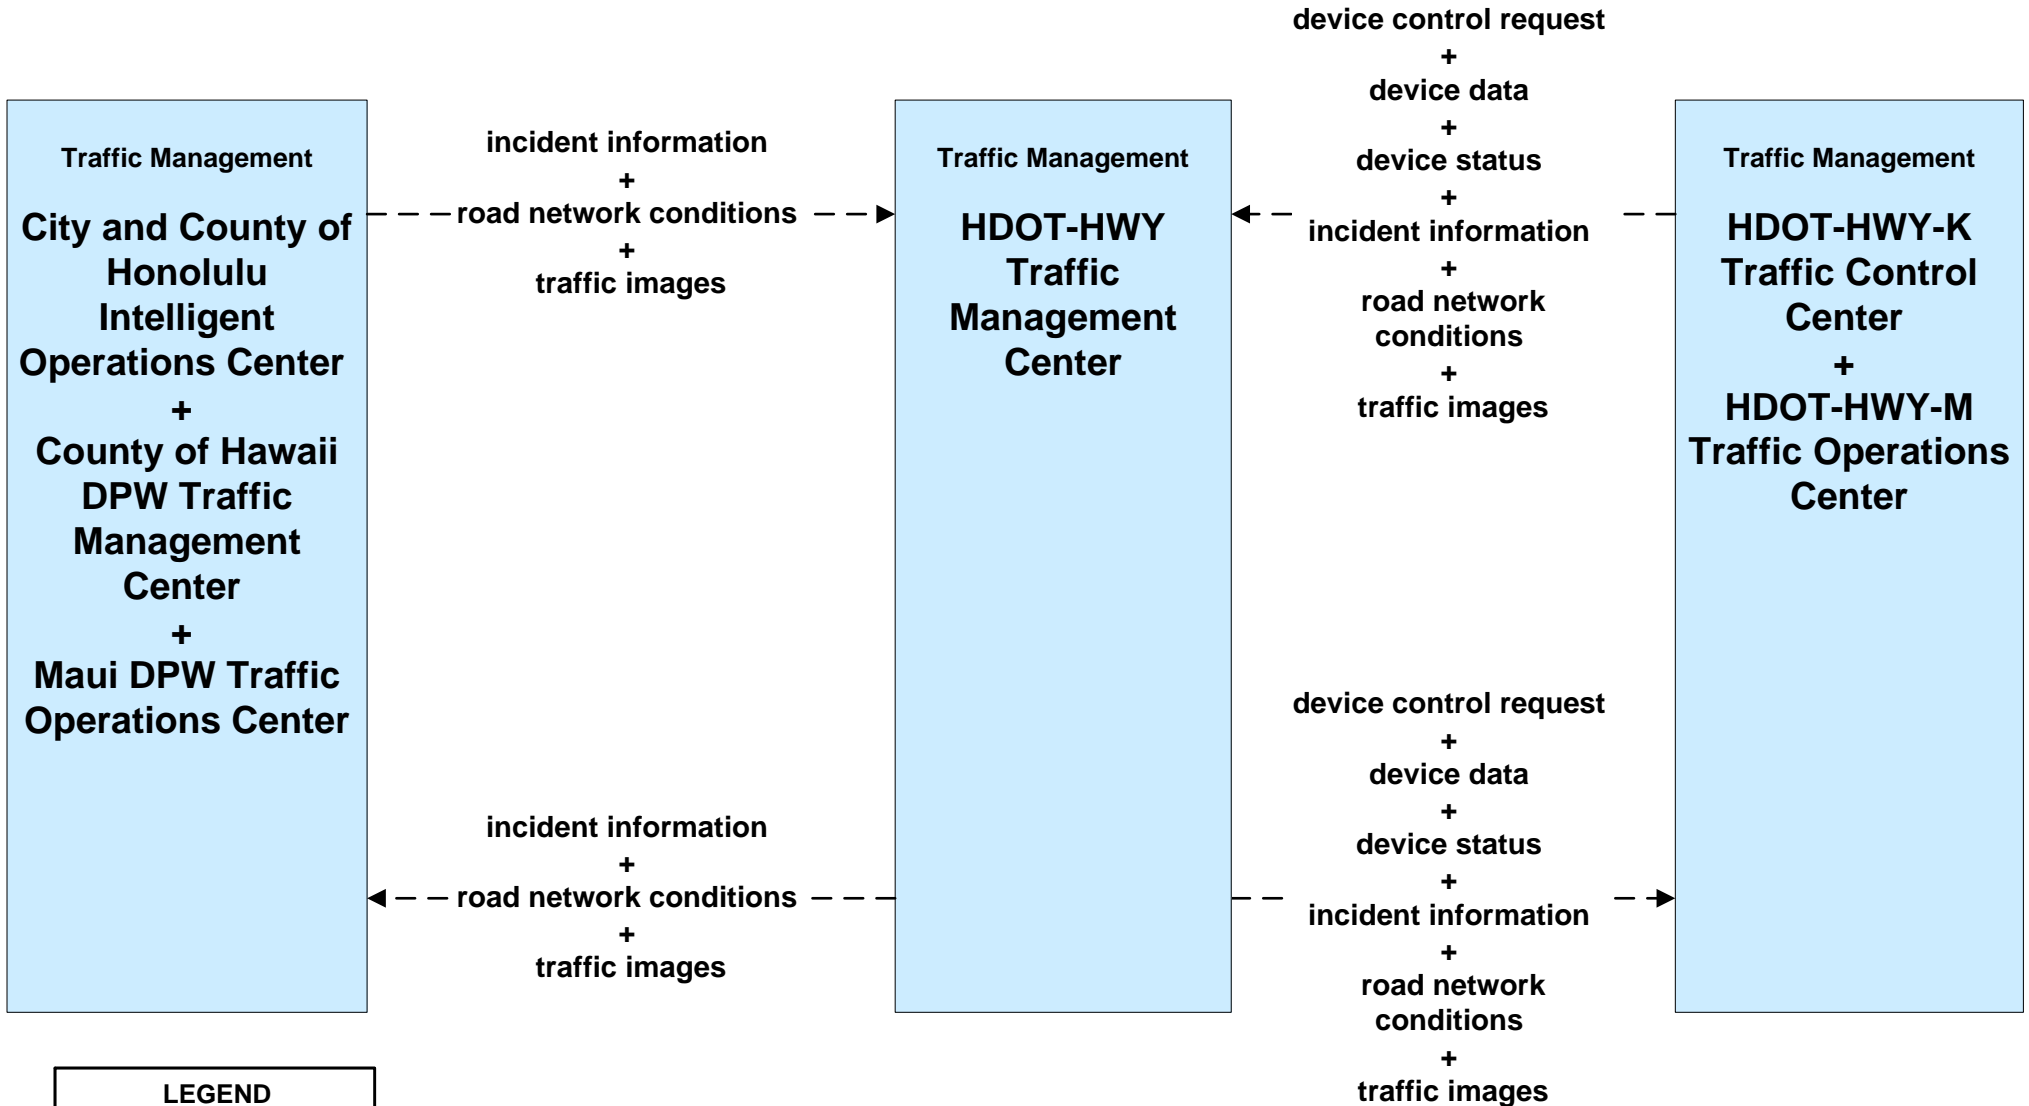 device control request
+
device data
+
device status
+
incident information
+
road network
conditions
+
traffic images
Traffic Management
City and County of
Honolulu
Intelligent
Operations Center
+
County of Hawaii
DPW Traffic
Management
Center
+
Maui DPW Traffic
Operations Center
incident information
+
road network conditions
+
traffic images
Traffic Management
HDOT-HWY
Traffic
Management
Center
Traffic Management
HDOT-HWY-K
Traffic Control
Center
+
HDOT-HWY-M
Traffic Operations
Center
incident information
+
road network conditions
+
traffic images
device control request
+
device data
+
device status
+
incident information
+
road network
conditions
+
traffic images
LEGEND